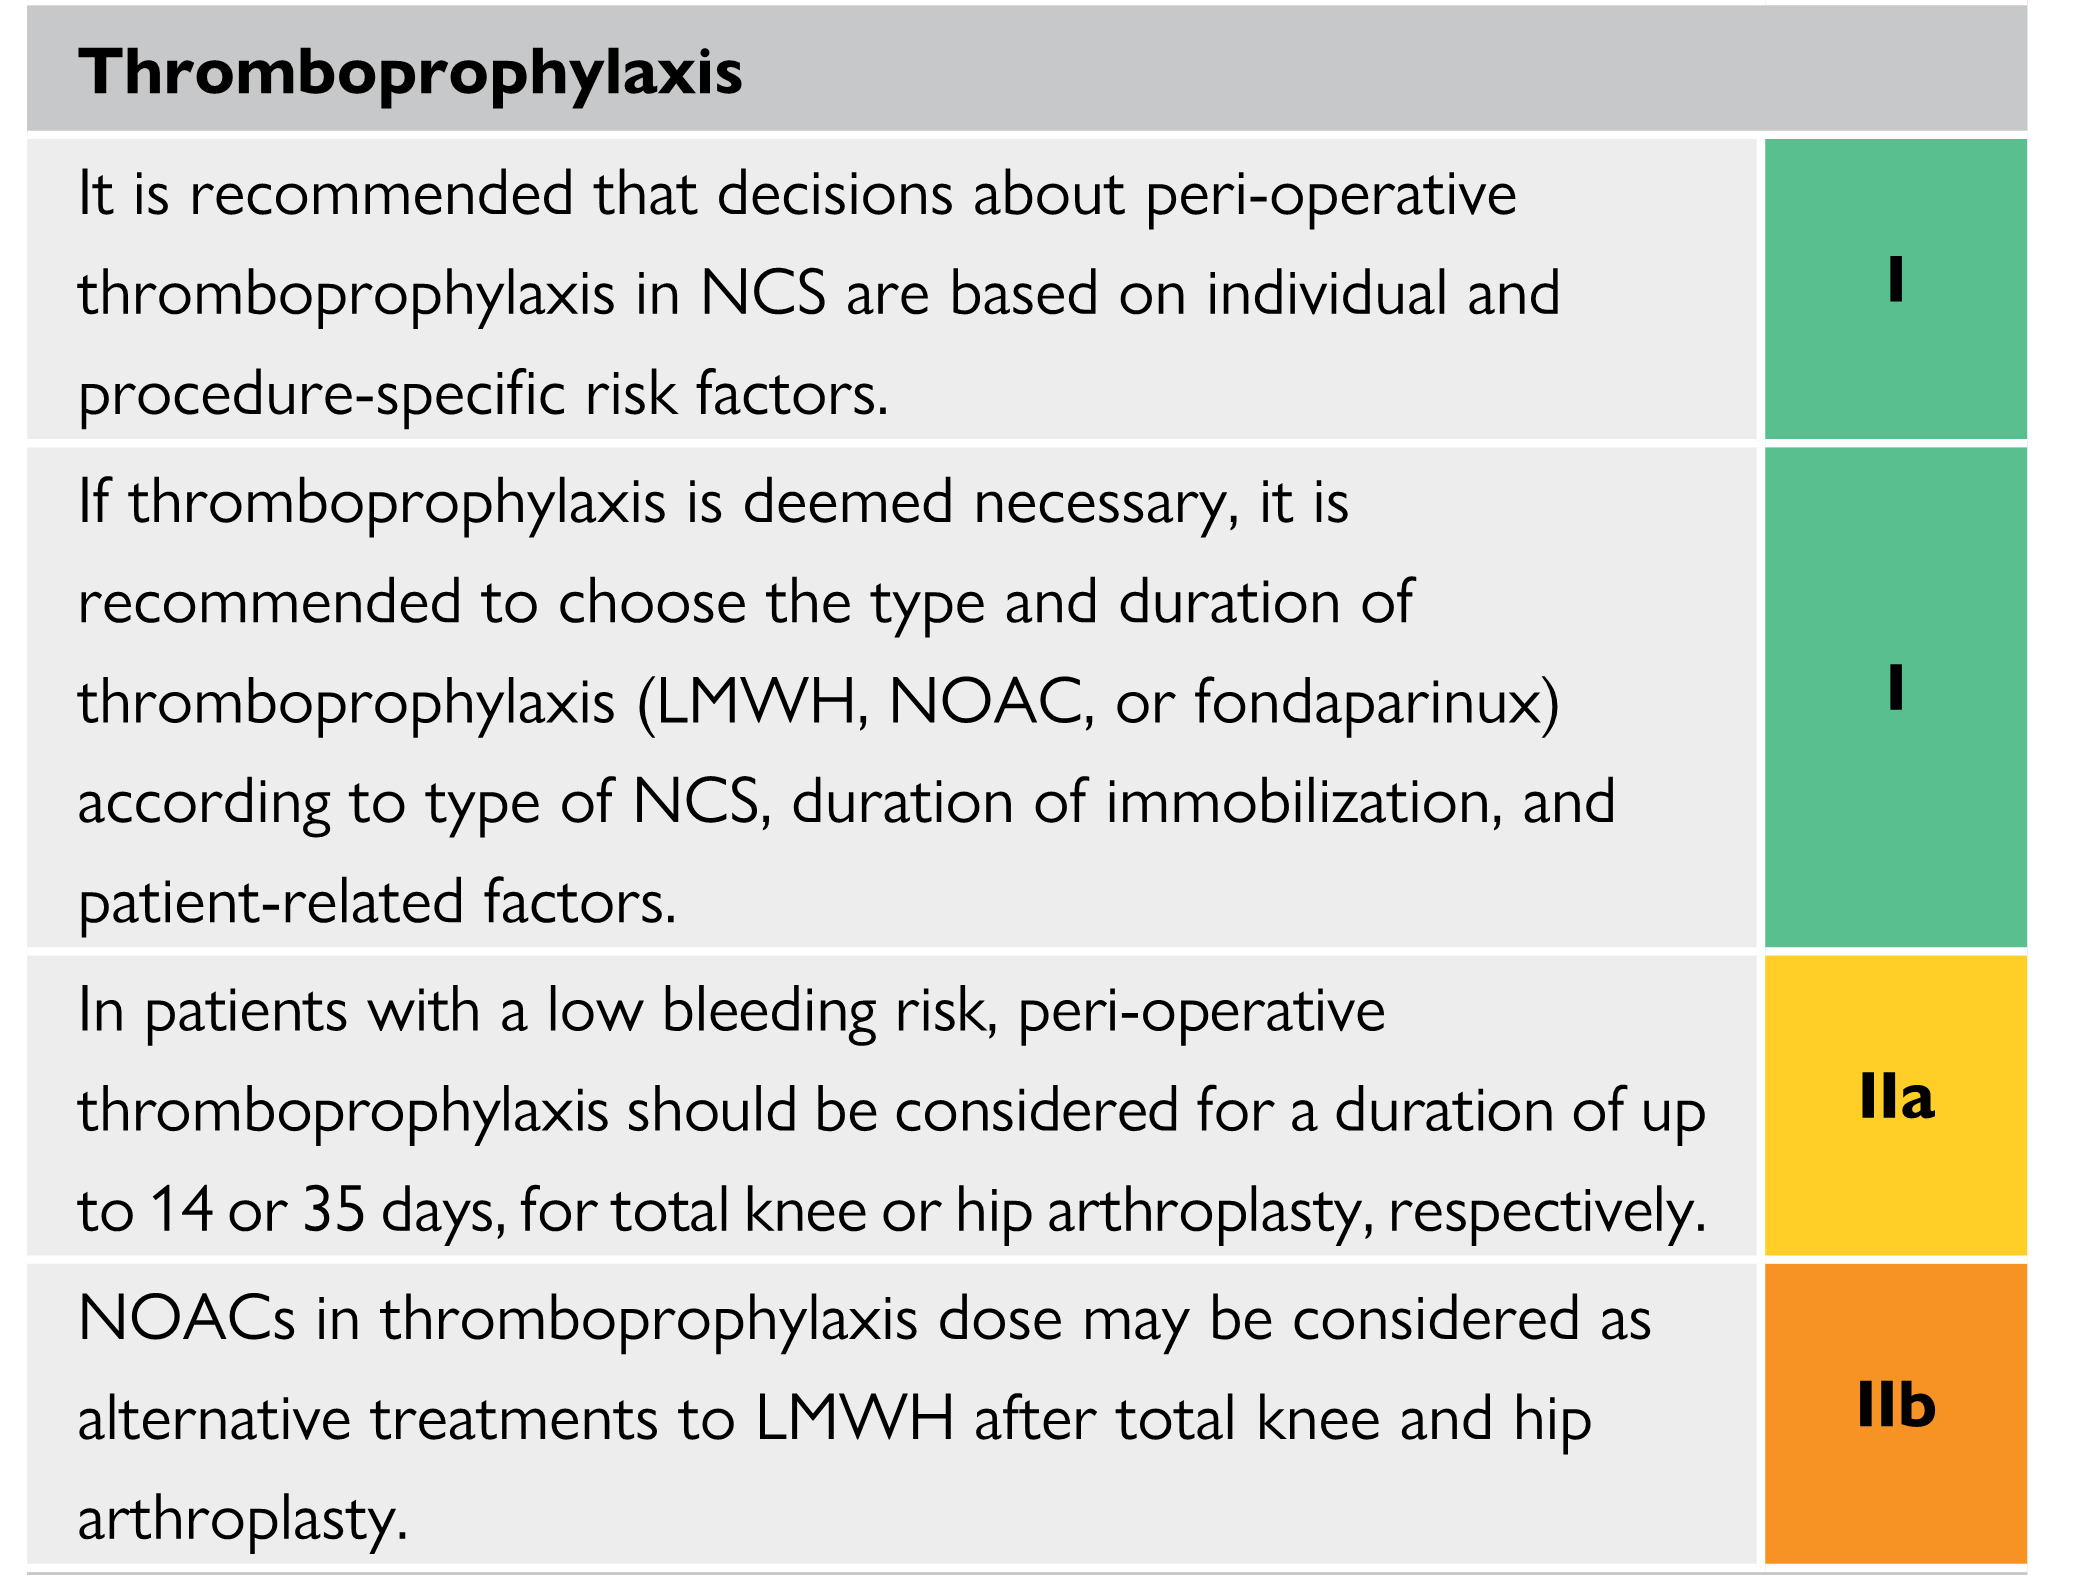 Thromboprophylaxis
It is recommended that decisions about peri-operative
thromboprophylaxis in NCS are based on individual and
procedure-specific risk factors.
I
If thromboprophylaxis is deemed necessary, it is
recommended to choose the type and duration of
thromboprophylaxis (LMWH, NOAC, or fondaparinux)
according to type of NCS, duration of immobilization, and
patient-related factors.
I
In patients with a low bleeding risk, peri-operative
thromboprophylaxis should be considered for a duration of up
to 14 or 35 days, for total knee or hip arthroplasty, respectively.
IIa
NOACs in thromboprophylaxis dose may be considered as
alternative treatments to LMWH after total knee and hip
arthroplasty.
IIb